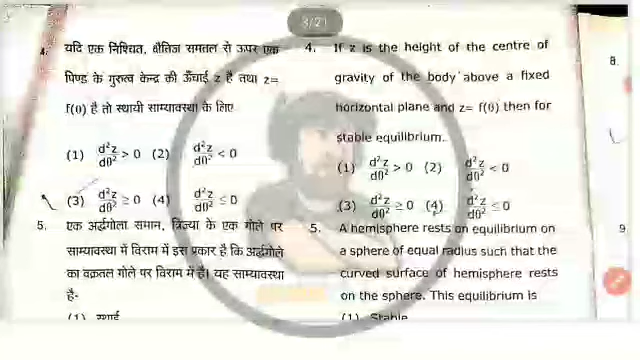 3/21
4. यदि एक निश्चित, क्षैतिज समतल से ऊपर एक
पिण्ड के गुरुत्व केन्द्र की ऊँचाई z है तथा z=
f(θ) है तो स्थायी साम्यावस्था के लिए
(1) d²z/dθ² > 0 (2) d²z/dθ² < 0
(3) d²z/dθ² ≥ 0 (4) d²z/dθ² ≤ 0
5. एक अर्द्धगोला समान, त्रिज्या के एक गोले पर
साम्यावस्था में विराम में इस प्रकार है कि अर्द्धगोले
का वक्रतल गोले पर विराम में है। यह साम्यावस्था
है-
(1) स्थाई
4. If z is the height of the centre of
gravity of the body above a fixed
horizontal plane and z= f(θ) then for
stable equilibrium.
(1) d²z/dθ² > 0 (2) d²z/dθ² < 0
(3) d²z/dθ² ≥ 0 (4) d²z/dθ² ≤ 0
5. A hemisphere rests on equilibrium on
a sphere of equal radius such that the
curved surface of hemisphere rests
on the sphere. This equilibrium is
(1) Stable
8.
9